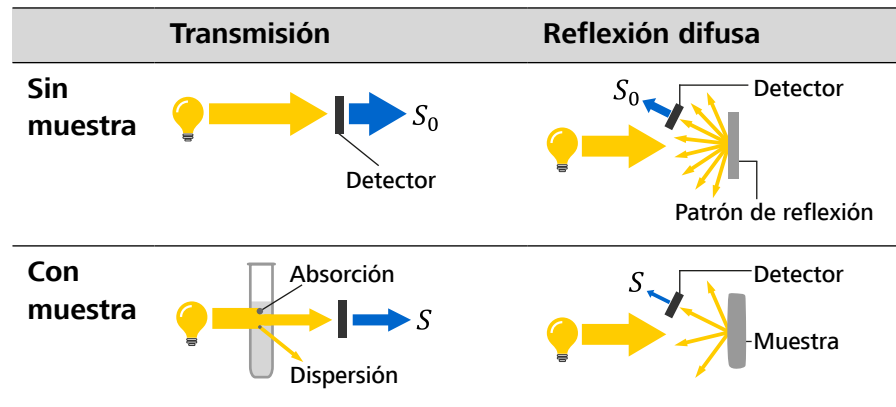 Transmisión
Reflexión difusa
Sin
muestra
S₀
Detector
S₀
Detector
Patrón de reflexión
Con
muestra
Absorción
S
Dispersión
S
Detector
Muestra